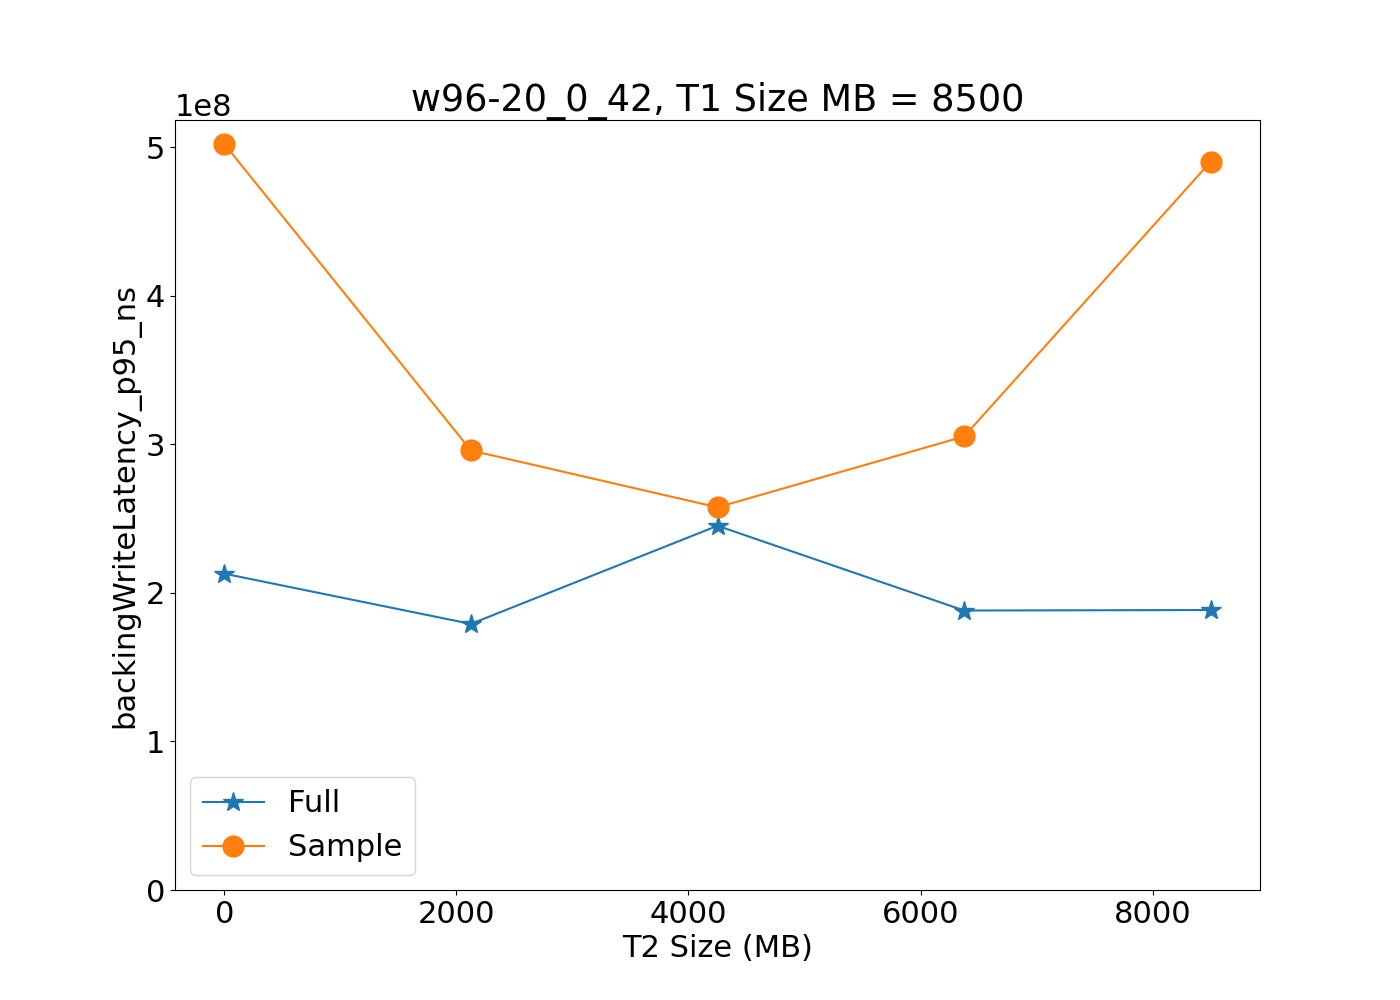 w96-20_0_42, T1 Size MB = 8500
1e8
5
4
3
2
1
0
backingWriteLatency_p95_ns
Full
Sample
0 2000 4000 6000 8000
T2 Size (MB)